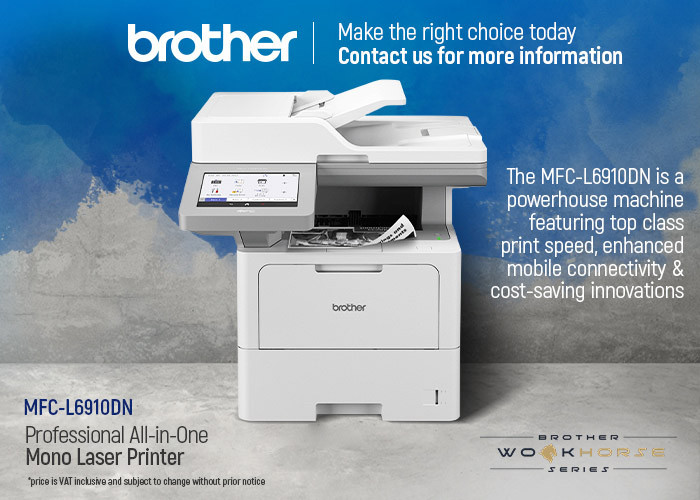 brother
Make the right choice today
Contact us for more information
The MFC-L6910DN is a
powerhouse machine
featuring top class
print speed, enhanced
mobile connectivity &
cost-saving innovations
brother
MFC-L6910DN
Professional All-in-One
Mono Laser Printer
*price is VAT inclusive and subject to change without prior notice
BROTHER
WORKHORSE
SERIES